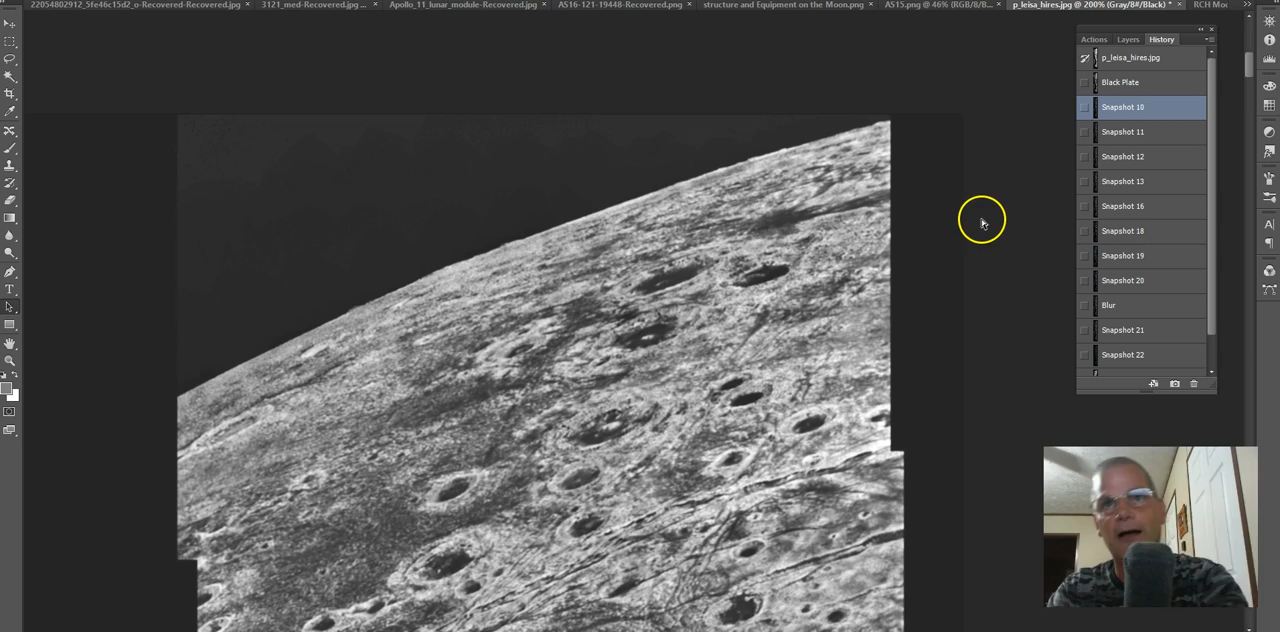 22054802912_5fe46c15d2_o-Recovered-Recovered.jpg
3121_med-Recovered.jpg ...
Apollo_11_lunar_module-Recovered.jpg
AS16-121-19448-Recovered.png
structure and Equipment on the Moon.png
AS15.png @ 46% (RGB/8/B...
p_leisa_hires.jpg @ 200% (Gray/8#/Black) *
RCH Moc
Actions Layers History
p_leisa_hires.jpg
Black Plate
Snapshot 10
Snapshot 11
Snapshot 12
Snapshot 13
Snapshot 16
Snapshot 18
Snapshot 19
Snapshot 20
Blur
Snapshot 21
Snapshot 22